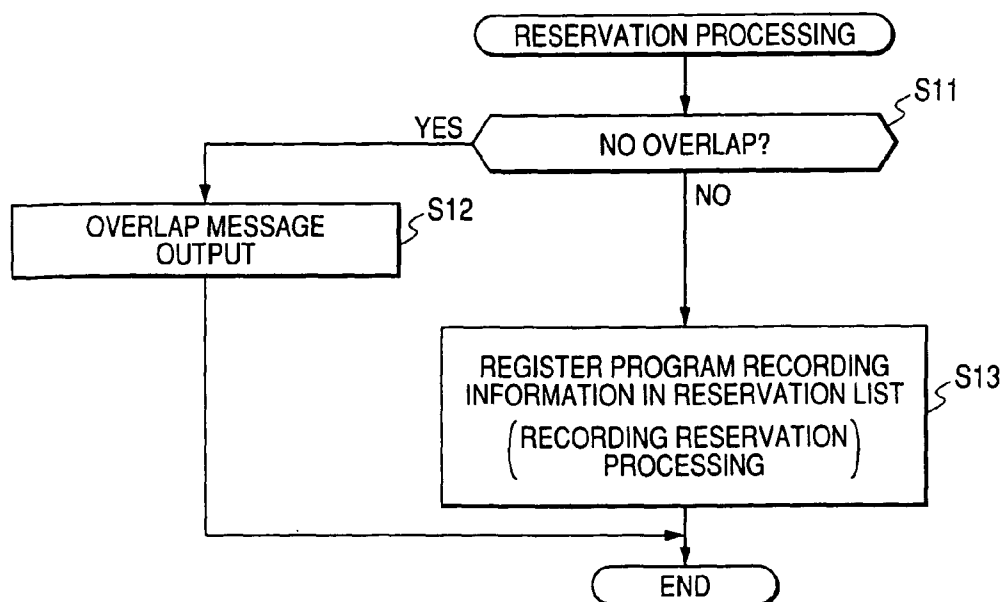 RESERVATION PROCESSING
S11
YES
NO OVERLAP?
NO
OVERLAP MESSAGE
OUTPUT
S12
REGISTER PROGRAM RECORDING
INFORMATION IN RESERVATION LIST
(RECORDING RESERVATION
PROCESSING)
S13
END